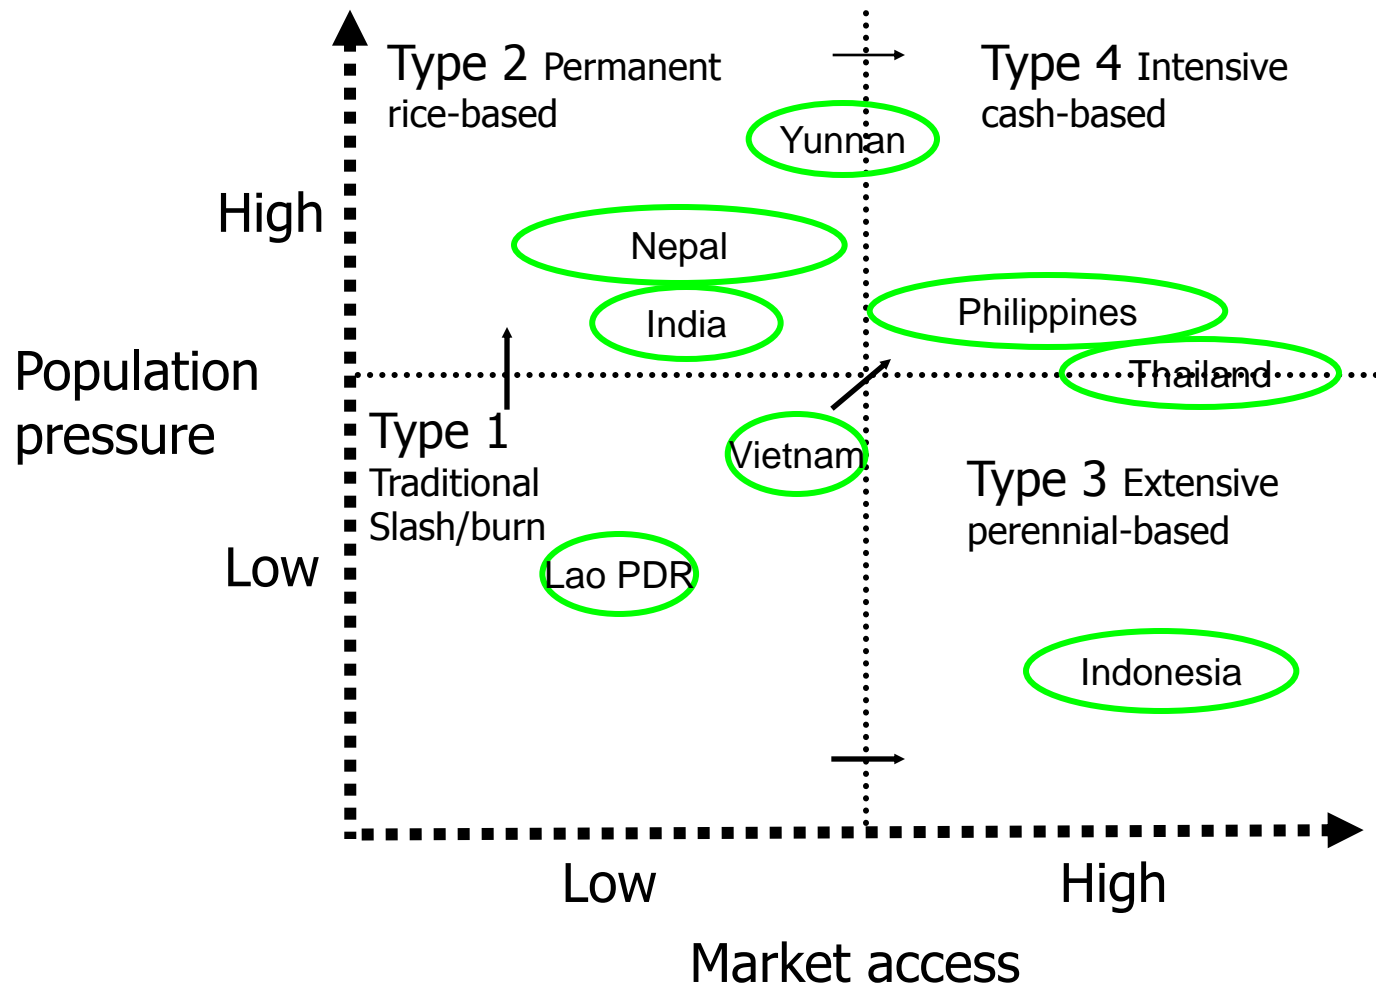 Type 2 Permanent
rice-based
Type 4 Intensive
cash-based
Yunnan
High
Nepal
India
Philippines
Population
pressure
Thailand
Type 1
Traditional
Slash/burn
Vietnam
Type 3 Extensive
perennial-based
Low
Lao PDR
Indonesia
Low
High
Market access